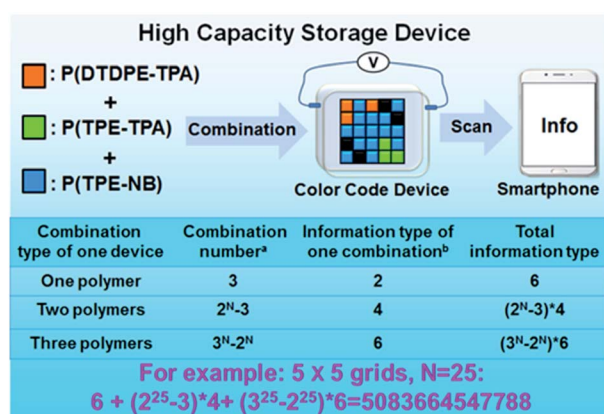 High Capacity Storage Device
: P(DTDPE-TPA)
+
: P(TPE-TPA)
+
: P(TPE-NB)
Combination
V
Color Code Device
Scan
Info
Smartphone
Combination type of one device	Combination numberᵃ	Information type of one combinationᵇ	Total information type
One polymer	3	2	6
Two polymers	2ᴺ-3	4	(2ᴺ-3)*4
Three polymers	3ᴺ-2ᴺ	6	(3ᴺ-2ᴺ)*6
For example: 5 X 5 grids, N=25:
6 + (2²⁵-3)*4+ (3²⁵-2²⁵)*6=5083664547788